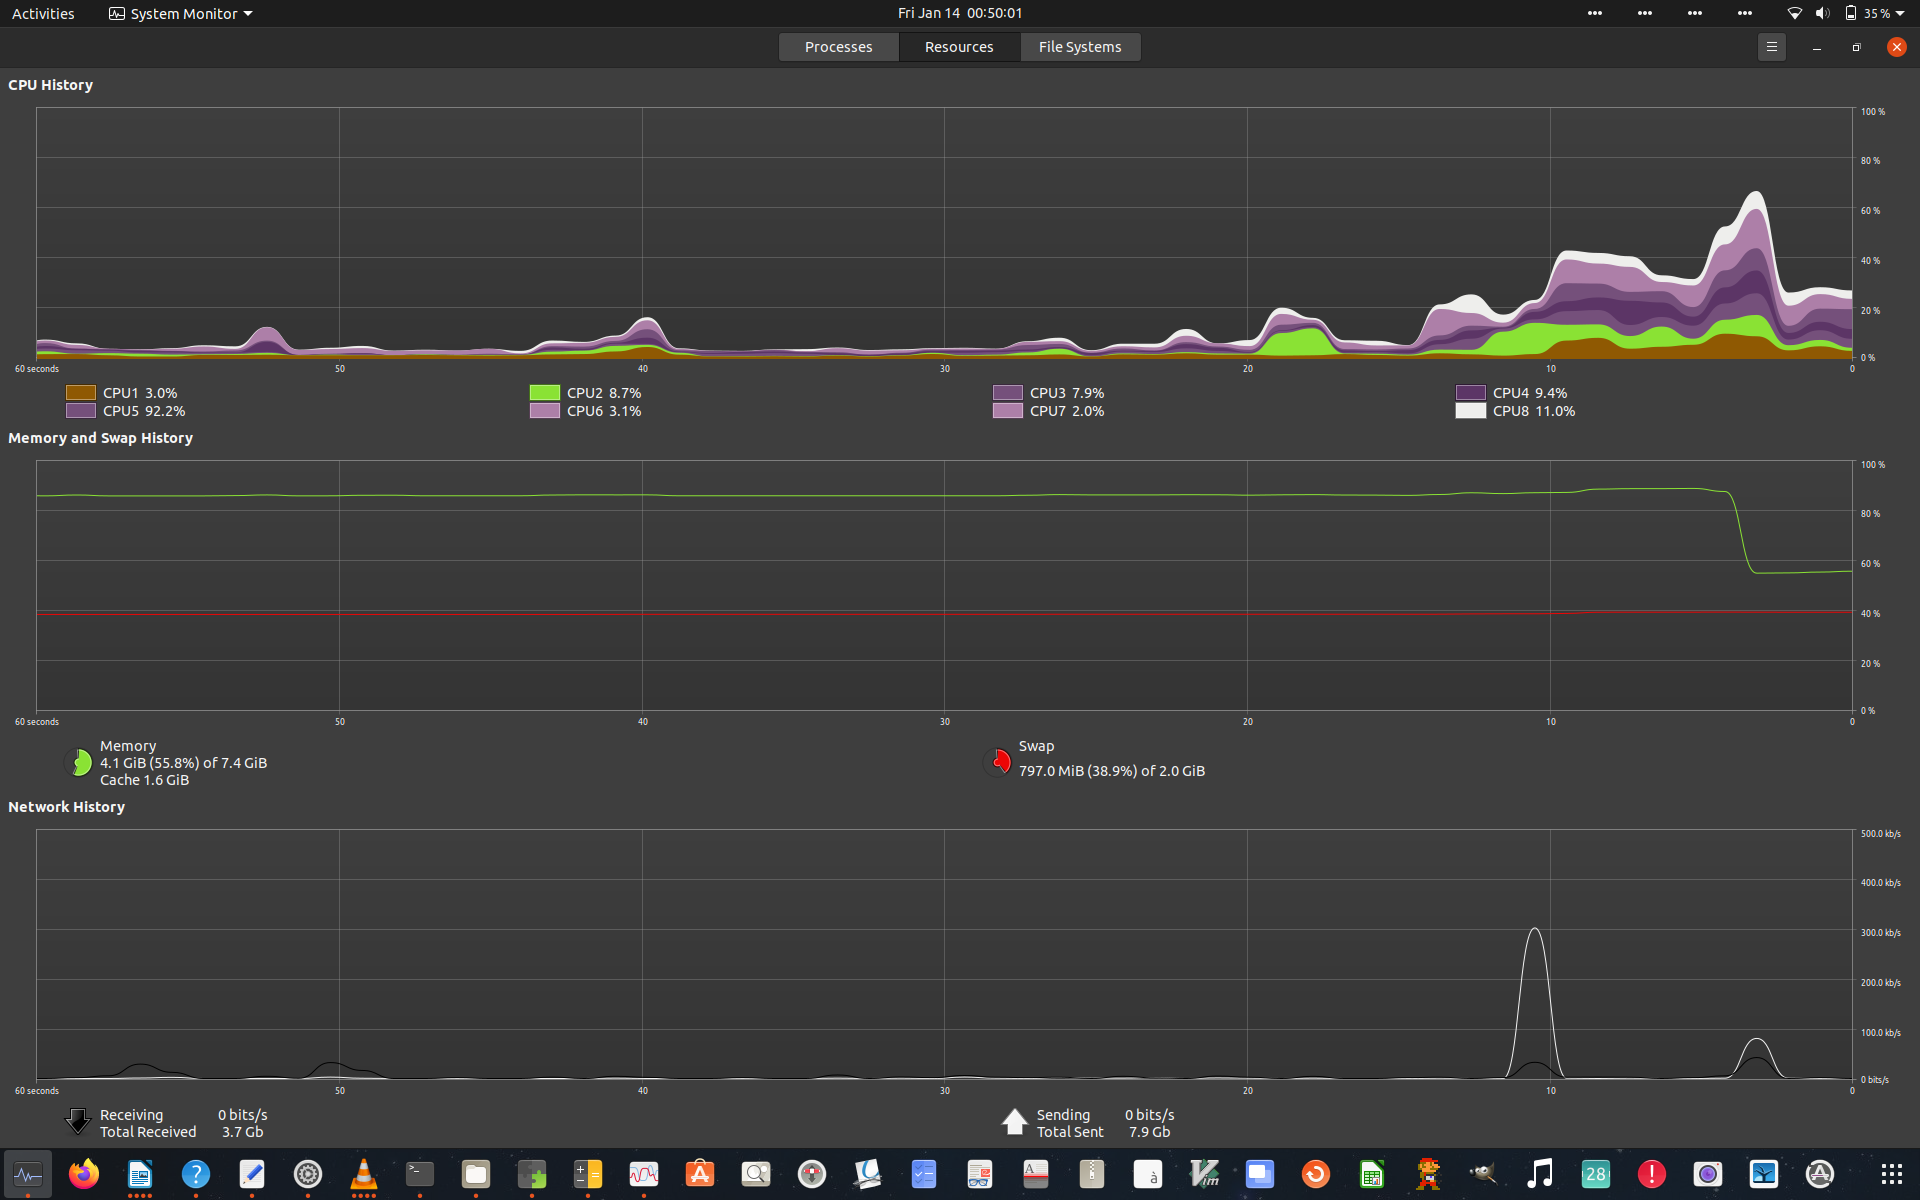 Activities
System Monitor
Fri Jan 14 00:50:01
35 %
Processes
Resources
File Systems
CPU History
100 %
80 %
60 %
40 %
20 %
0 %
60 seconds
50
40
30
20
10
0
CPU1 3.0%
CPU2 8.7%
CPU3 7.9%
CPU4 9.4%
CPU5 92.2%
CPU6 3.1%
CPU7 2.0%
CPU8 11.0%
Memory and Swap History
100 %
80 %
60 %
40 %
20 %
0 %
60 seconds
50
40
30
20
10
0
Memory
4.1 GiB (55.8%) of 7.4 GiB
Cache 1.6 GiB
Swap
797.0 MiB (38.9%) of 2.0 GiB
Network History
500.0 kb/s
400.0 kb/s
300.0 kb/s
200.0 kb/s
100.0 kb/s
0 bits/s
60 seconds
50
40
30
20
10
0
Receiving 0 bits/s
Total Received 3.7 Gb
Sending 0 bits/s
Total Sent 7.9 Gb
?
>_
A
à
Vim
28
!